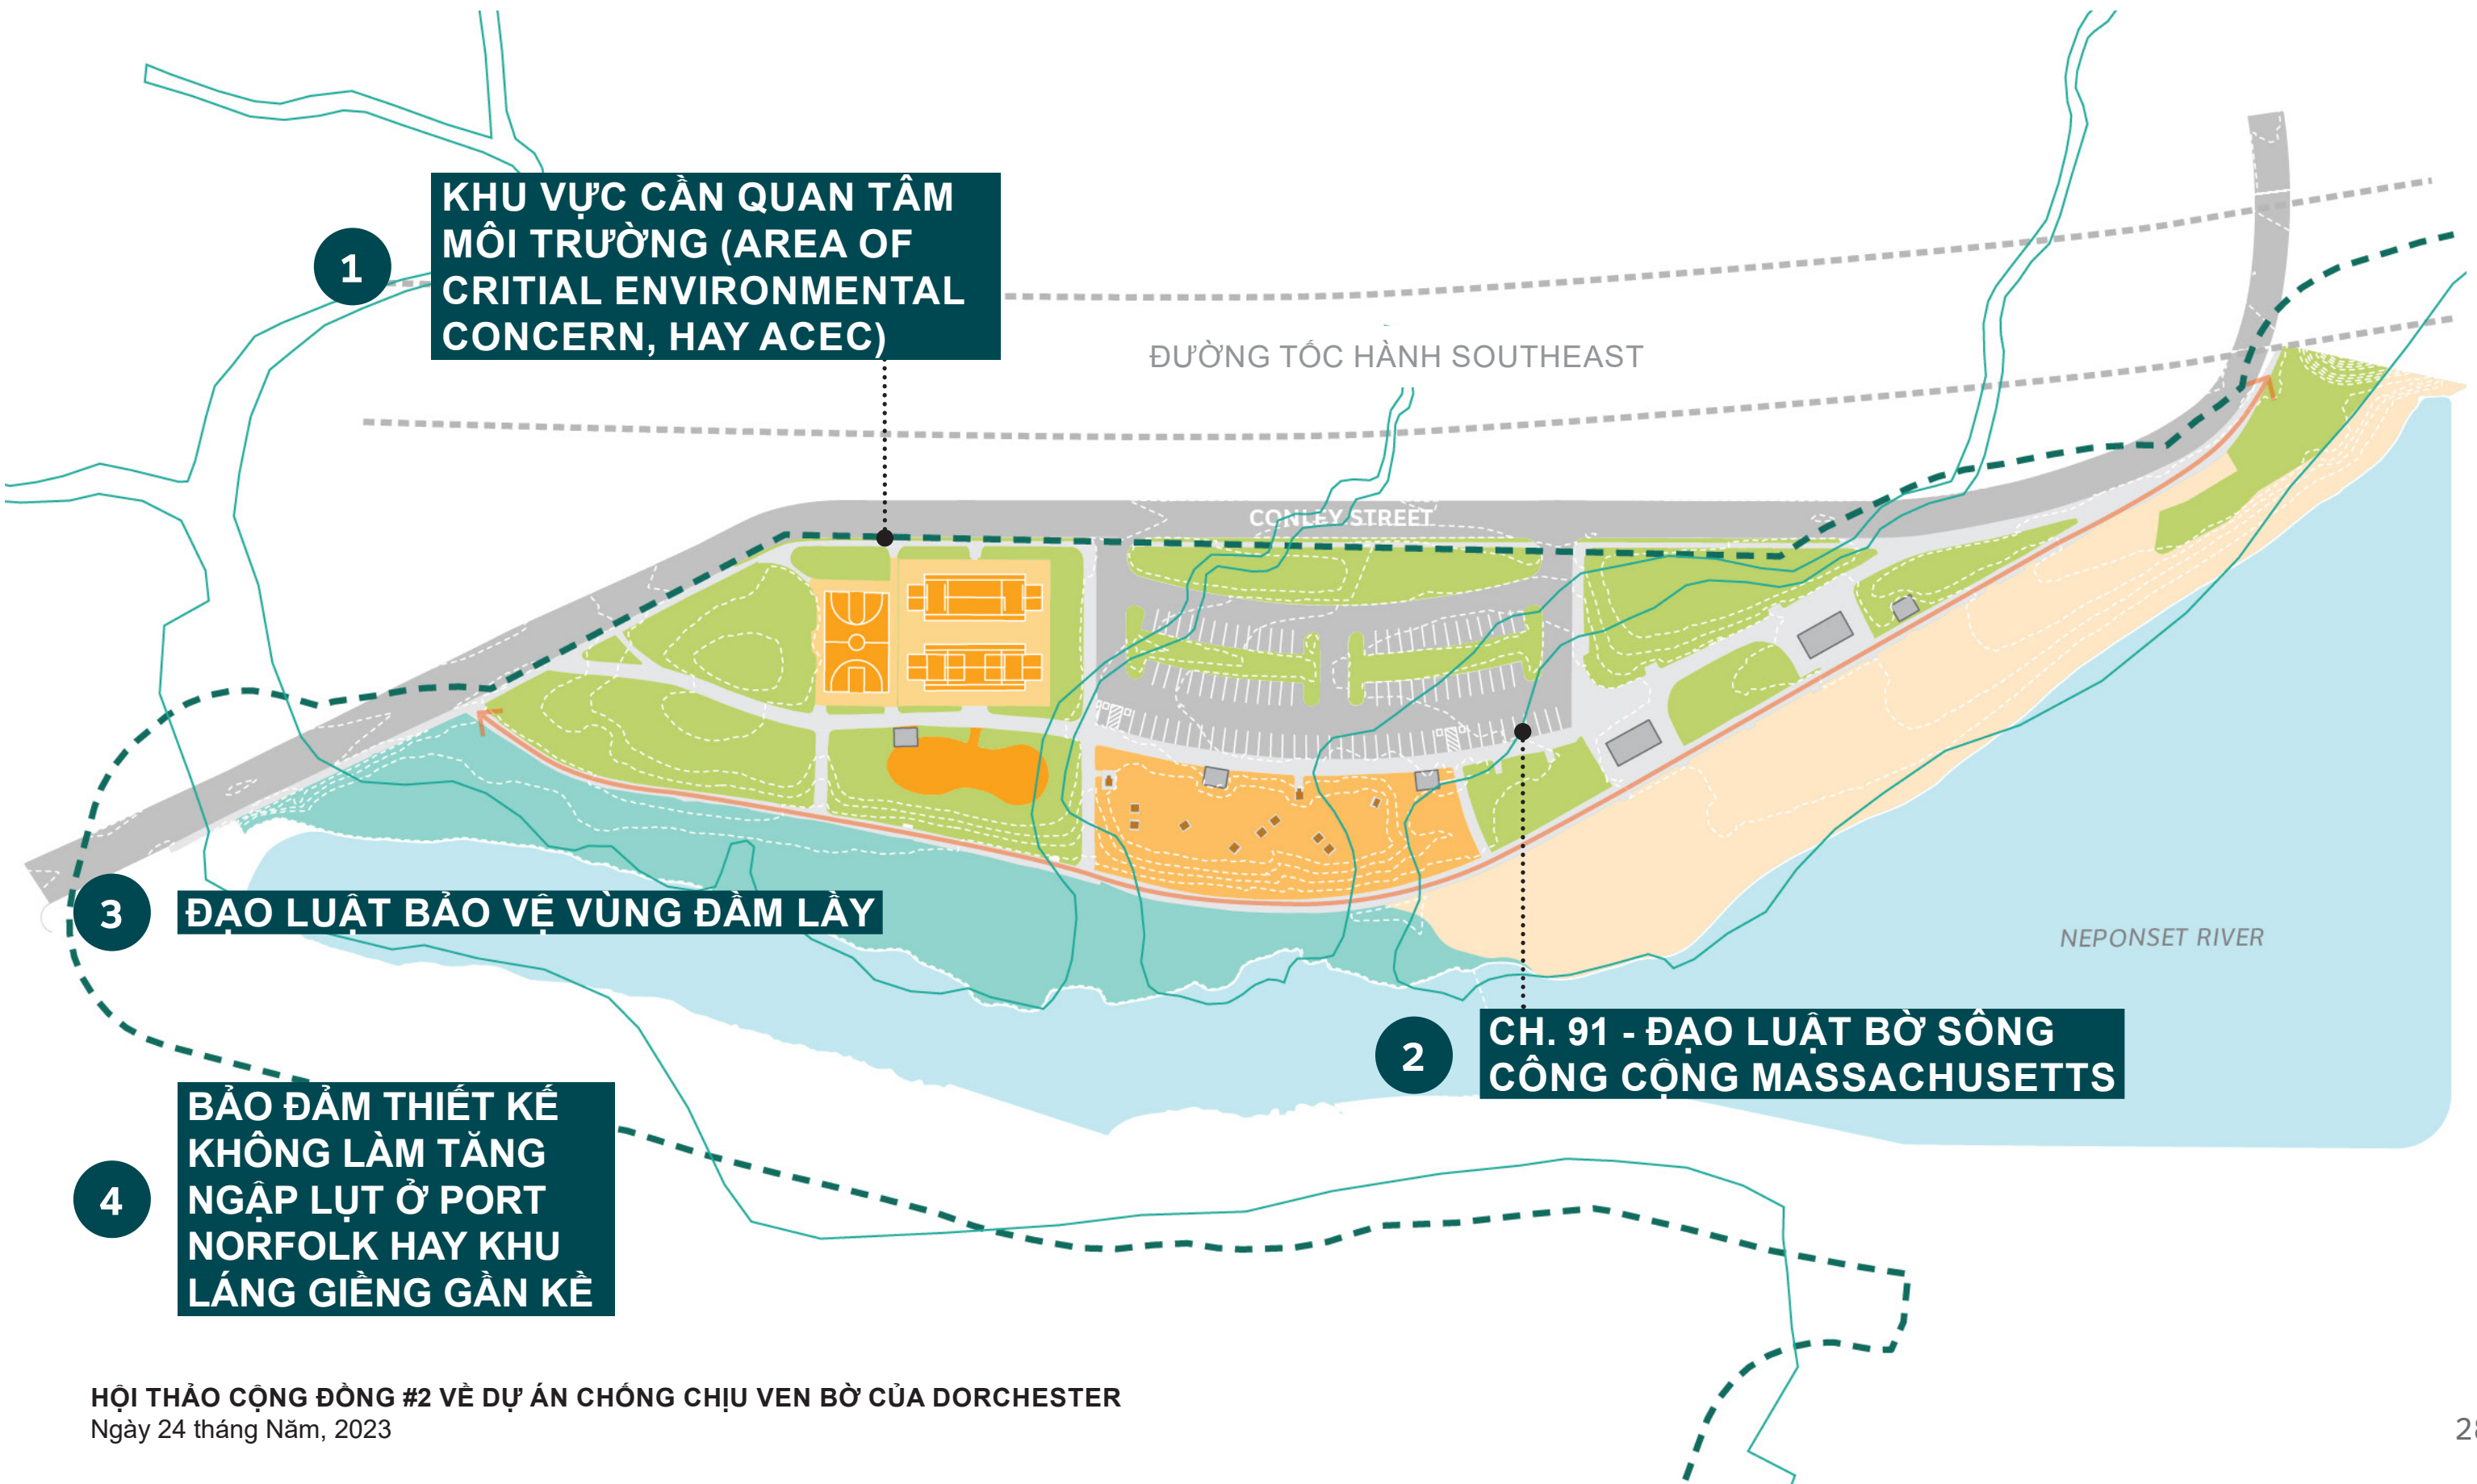 1
KHU VỰC CẦN QUAN TÂM
MÔI TRƯỜNG (AREA OF
CRITIAL ENVIRONMENTAL
CONCERN, HAY ACEC)
ĐƯỜNG TỐC HÀNH SOUTHEAST
CONLEY STREET
3
ĐẠO LUẬT BẢO VỆ VÙNG ĐẦM LẦY
NEPONSET RIVER
2
CH. 91 - ĐẠO LUẬT BỜ SÔNG
CÔNG CỘNG MASSACHUSETTS
4
BẢO ĐẢM THIẾT KẾ
KHÔNG LÀM TĂNG
NGẬP LỤT Ở PORT
NORFOLK HAY KHU
LÁNG GIỀNG GẦN KỀ
HỘI THẢO CỘNG ĐỒNG #2 VỀ DỰ ÁN CHỐNG CHỊU VEN BỜ CỦA DORCHESTER
Ngày 24 tháng Năm, 2023
28